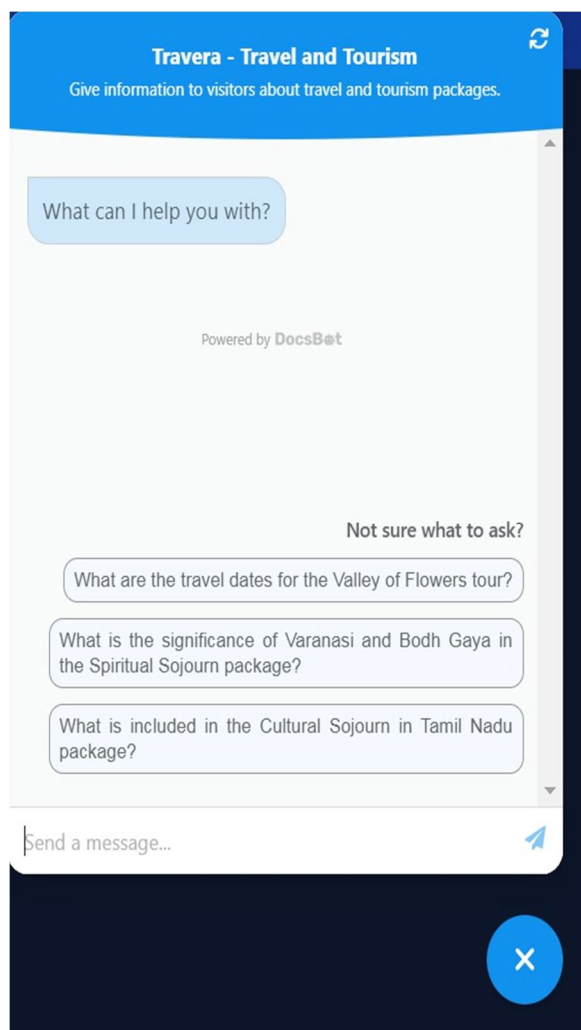 Travera - Travel and Tourism
Give information to visitors about travel and tourism packages.
What can I help you with?
Powered by DocsBot
Not sure what to ask?
What are the travel dates for the Valley of Flowers tour?
What is the significance of Varanasi and Bodh Gaya in
the Spiritual Sojourn package?
What is included in the Cultural Sojourn in Tamil Nadu
package?
Send a message...